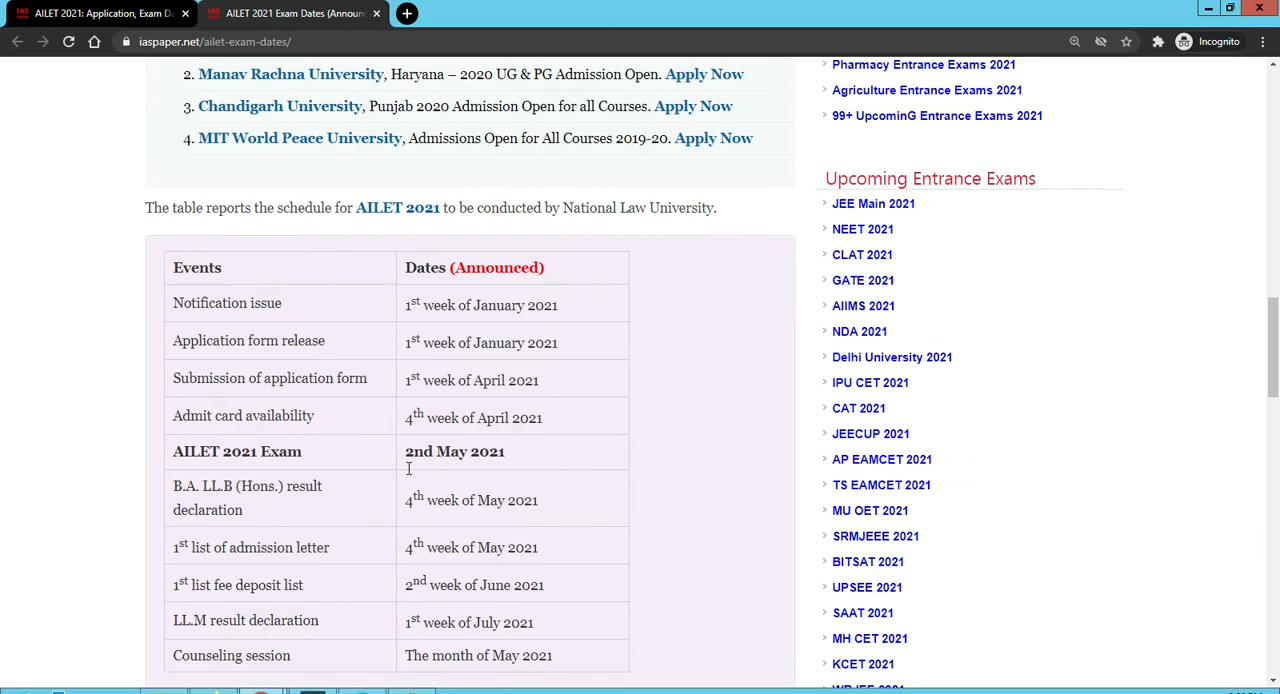 AILET 2021: Application, Exam Da
AILET 2021 Exam Dates (Announ
iaspaper.net/ailet-exam-dates/
Incognito
2. Manav Rachna University, Haryana – 2020 UG & PG Admission Open. Apply Now
3. Chandigarh University, Punjab 2020 Admission Open for all Courses. Apply Now
4. MIT World Peace University, Admissions Open for All Courses 2019-20. Apply Now
The table reports the schedule for AILET 2021 to be conducted by National Law University.
Events Dates (Announced)
Notification issue 1st week of January 2021
Application form release 1st week of January 2021
Submission of application form 1st week of April 2021
Admit card availability 4th week of April 2021
AILET 2021 Exam 2nd May 2021
B.A. LL.B (Hons.) result
declaration 4th week of May 2021
1st list of admission letter 4th week of May 2021
1st list fee deposit list 2nd week of June 2021
LL.M result declaration 1st week of July 2021
Counseling session The month of May 2021
Pharmacy Entrance Exams 2021
Agriculture Entrance Exams 2021
99+ UpcominG Entrance Exams 2021
Upcoming Entrance Exams
JEE Main 2021
NEET 2021
CLAT 2021
GATE 2021
AIIMS 2021
NDA 2021
Delhi University 2021
IPU CET 2021
CAT 2021
JEECUP 2021
AP EAMCET 2021
TS EAMCET 2021
MU OET 2021
SRMJEEE 2021
BITSAT 2021
UPSEE 2021
SAAT 2021
MH CET 2021
KCET 2021